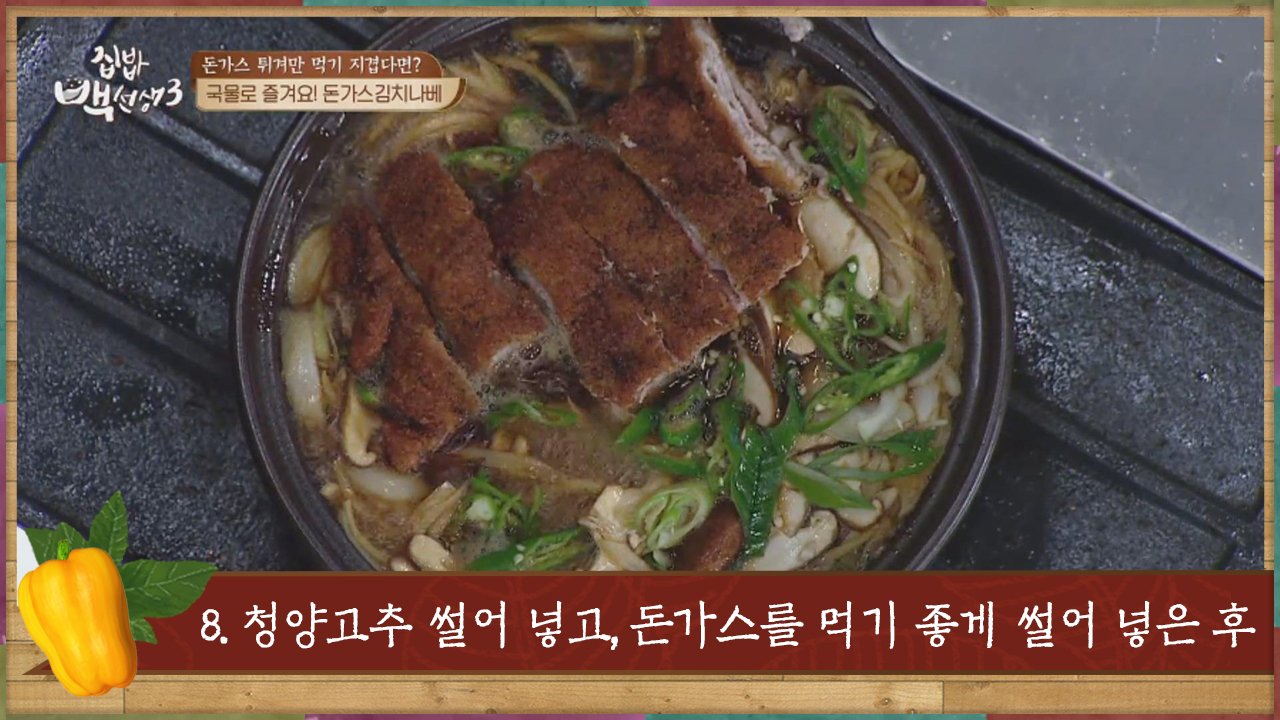 집밥
백선생3
돈가스 튀겨만 먹기 지겹다면?
국물로 즐겨요! 돈가스김치나베
8. 청양고추 썰어 넣고, 돈가스를 먹기 좋게 썰어 넣은 후